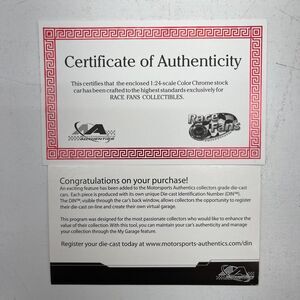 Certificate of Authenticity
This certifies that the enclosed 1:24-scale Color Chrome stock
car has been crafted to the highest standards exclusively for
RACE FANS COLLECTIBLES.
Race
Fans
Congratulations on your purchase!
An exciting feature has been added to the Motorsports Authentics collectors grade die-cast
cars. Each piece is produced with its own unique Die cast Identification Number (DIN™).
The DIN™, visible through the car's back window, allows collectors the opportunity to register
their die-cast on-line and create their own virtual garage.
This program was designed for the most passionate collectors who would like to enhance the
value of their collection. With this tool, you can maintain your car's authenticity and manage
your collection through the My Garage feature.
Register your die-cast today at www.motorsports-authentics.com/din